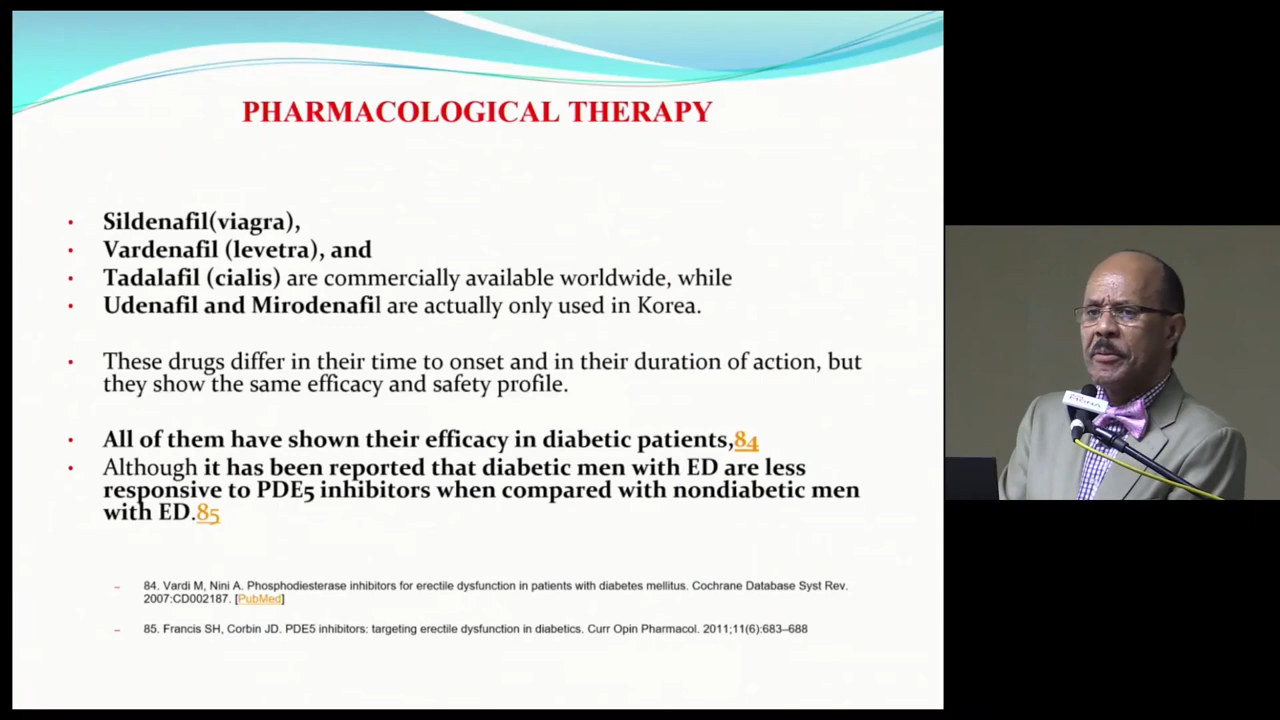 PHARMACOLOGICAL THERAPY
• Sildenafil(viagra),
• Vardenafil (levetra), and
• Tadalafil (cialis) are commercially available worldwide, while
• Udenafil and Mirodenafil are actually only used in Korea.
• These drugs differ in their time to onset and in their duration of action, but
they show the same efficacy and safety profile.
• All of them have shown their efficacy in diabetic patients,84
• Although it has been reported that diabetic men with ED are less
responsive to PDE5 inhibitors when compared with nondiabetic men
with ED.85
– 84. Vardi M, Nini A. Phosphodiesterase inhibitors for erectile dysfunction in patients with diabetes mellitus. Cochrane Database Syst Rev.
2007:CD002187. [PubMed]
– 85. Francis SH, Corbin JD. PDE5 inhibitors: targeting erectile dysfunction in diabetics. Curr Opin Pharmacol. 2011;11(6):683–688